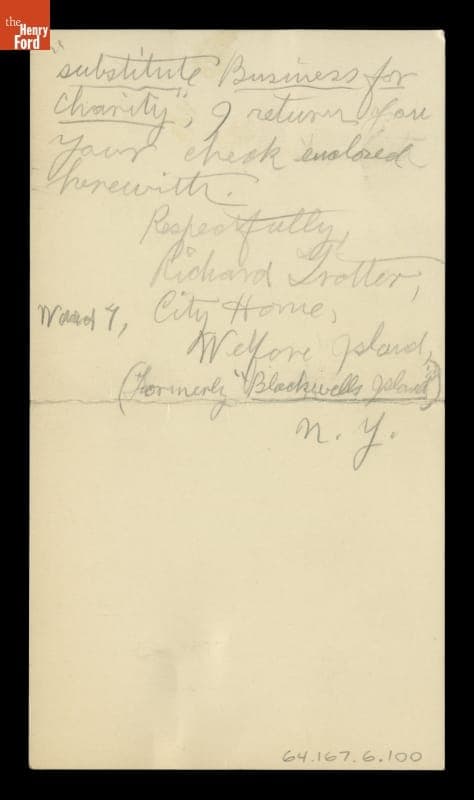 the
Henry
Ford
substitute Business for
Charity", I return you
your check enclosed
herewith.
Respectfully,
Richard Trotter,
Ward 7, City Home,
Welfare Island,
(formerly "Blackwells Island")
N. Y.
64.167.6.100